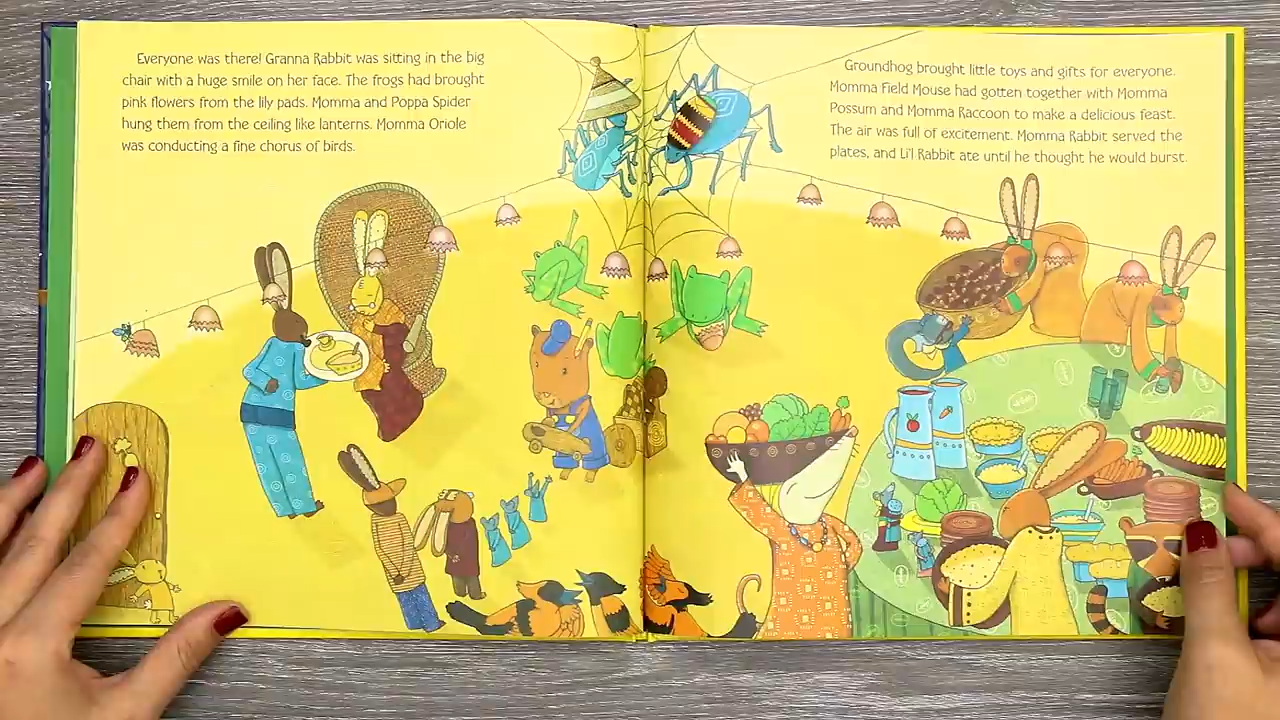 Everyone was there! Granna Rabbit was sitting in the big
chair with a huge smile on her face. The frogs had brought
pink flowers from the lily pads. Momma and Poppa Spider
hung them from the ceiling like lanterns. Momma Oriole
was conducting a fine chorus of birds.
Groundhog brought little toys and gifts for everyone.
Momma Field Mouse had gotten together with Momma
Possum and Momma Raccoon to make a delicious feast.
The air was full of excitement. Momma Rabbit served the
plates, and Li'l Rabbit ate until he thought he would burst.